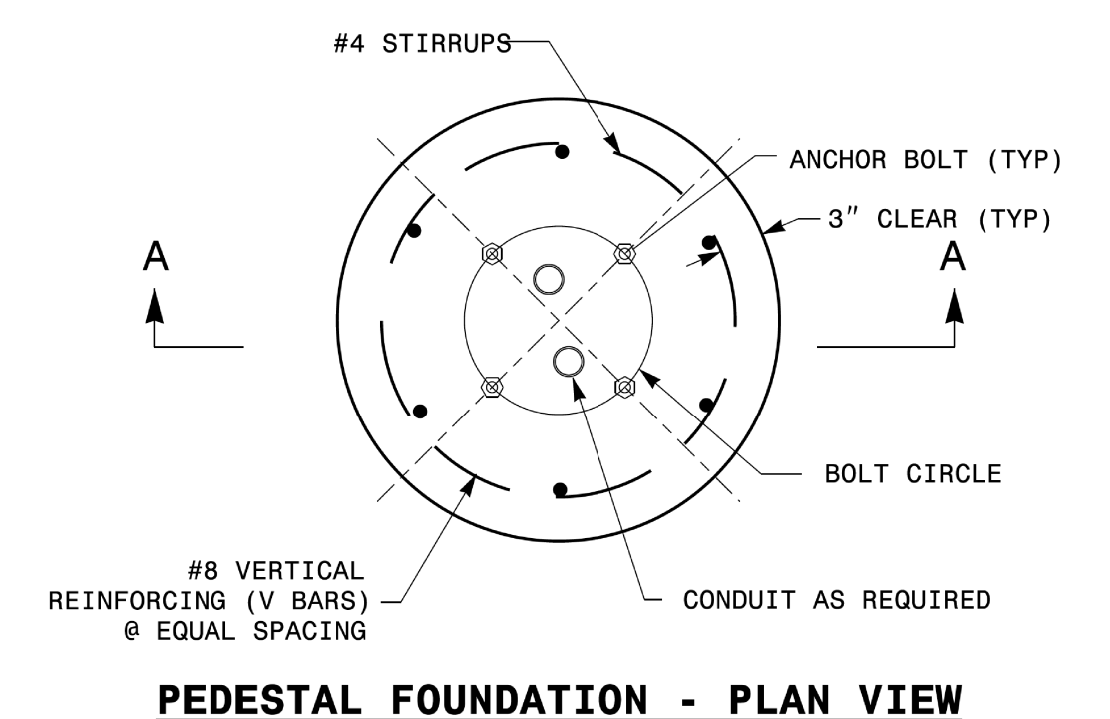 #4 STIRRUPS
ANCHOR BOLT (TYP)
3" CLEAR (TYP)
A
A
BOLT CIRCLE
#8 VERTICAL
REINFORCING (V BARS)
@ EQUAL SPACING
CONDUIT AS REQUIRED
PEDESTAL FOUNDATION - PLAN VIEW